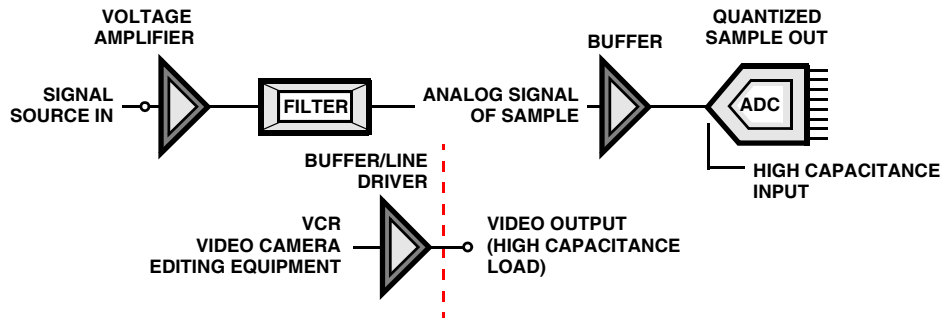 VOLTAGE
AMPLIFIER
SIGNAL
SOURCE IN
FILTER
ANALOG SIGNAL
OF SAMPLE
BUFFER
QUANTIZED
SAMPLE OUT
ADC
HIGH CAPACITANCE
INPUT
BUFFER/LINE
DRIVER
VCR
VIDEO CAMERA
EDITING EQUIPMENT
VIDEO OUTPUT
(HIGH CAPACITANCE
LOAD)